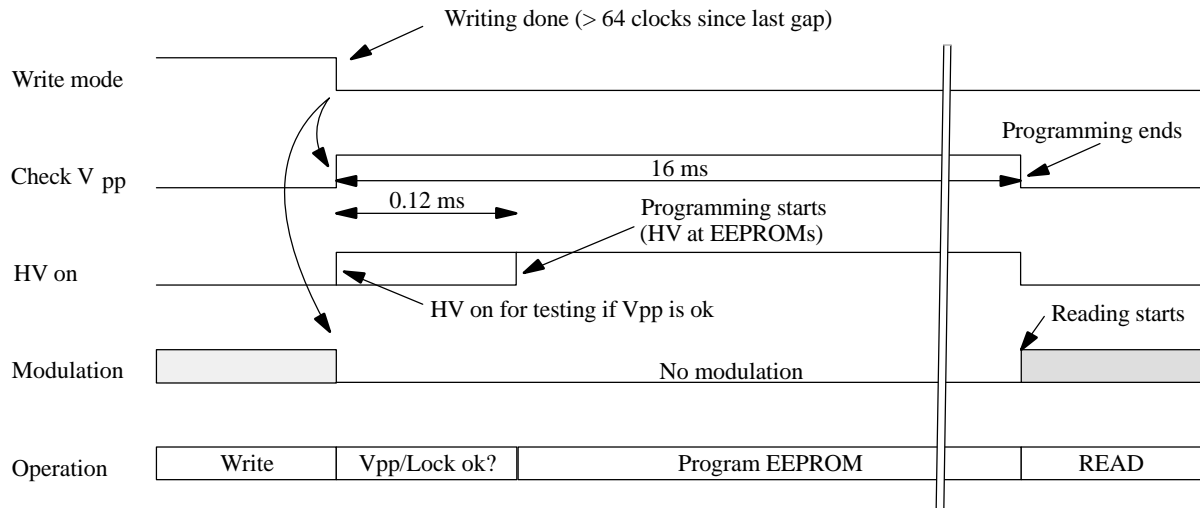 Writing done (> 64 clocks since last gap)
Write mode
Programming ends
Check V pp
16 ms
0.12 ms
Programming starts
(HV at EEPROMs)
HV on
HV on for testing if Vpp is ok
Reading starts
Modulation
No modulation
Operation
Write
Vpp/Lock ok?
Program EEPROM
READ